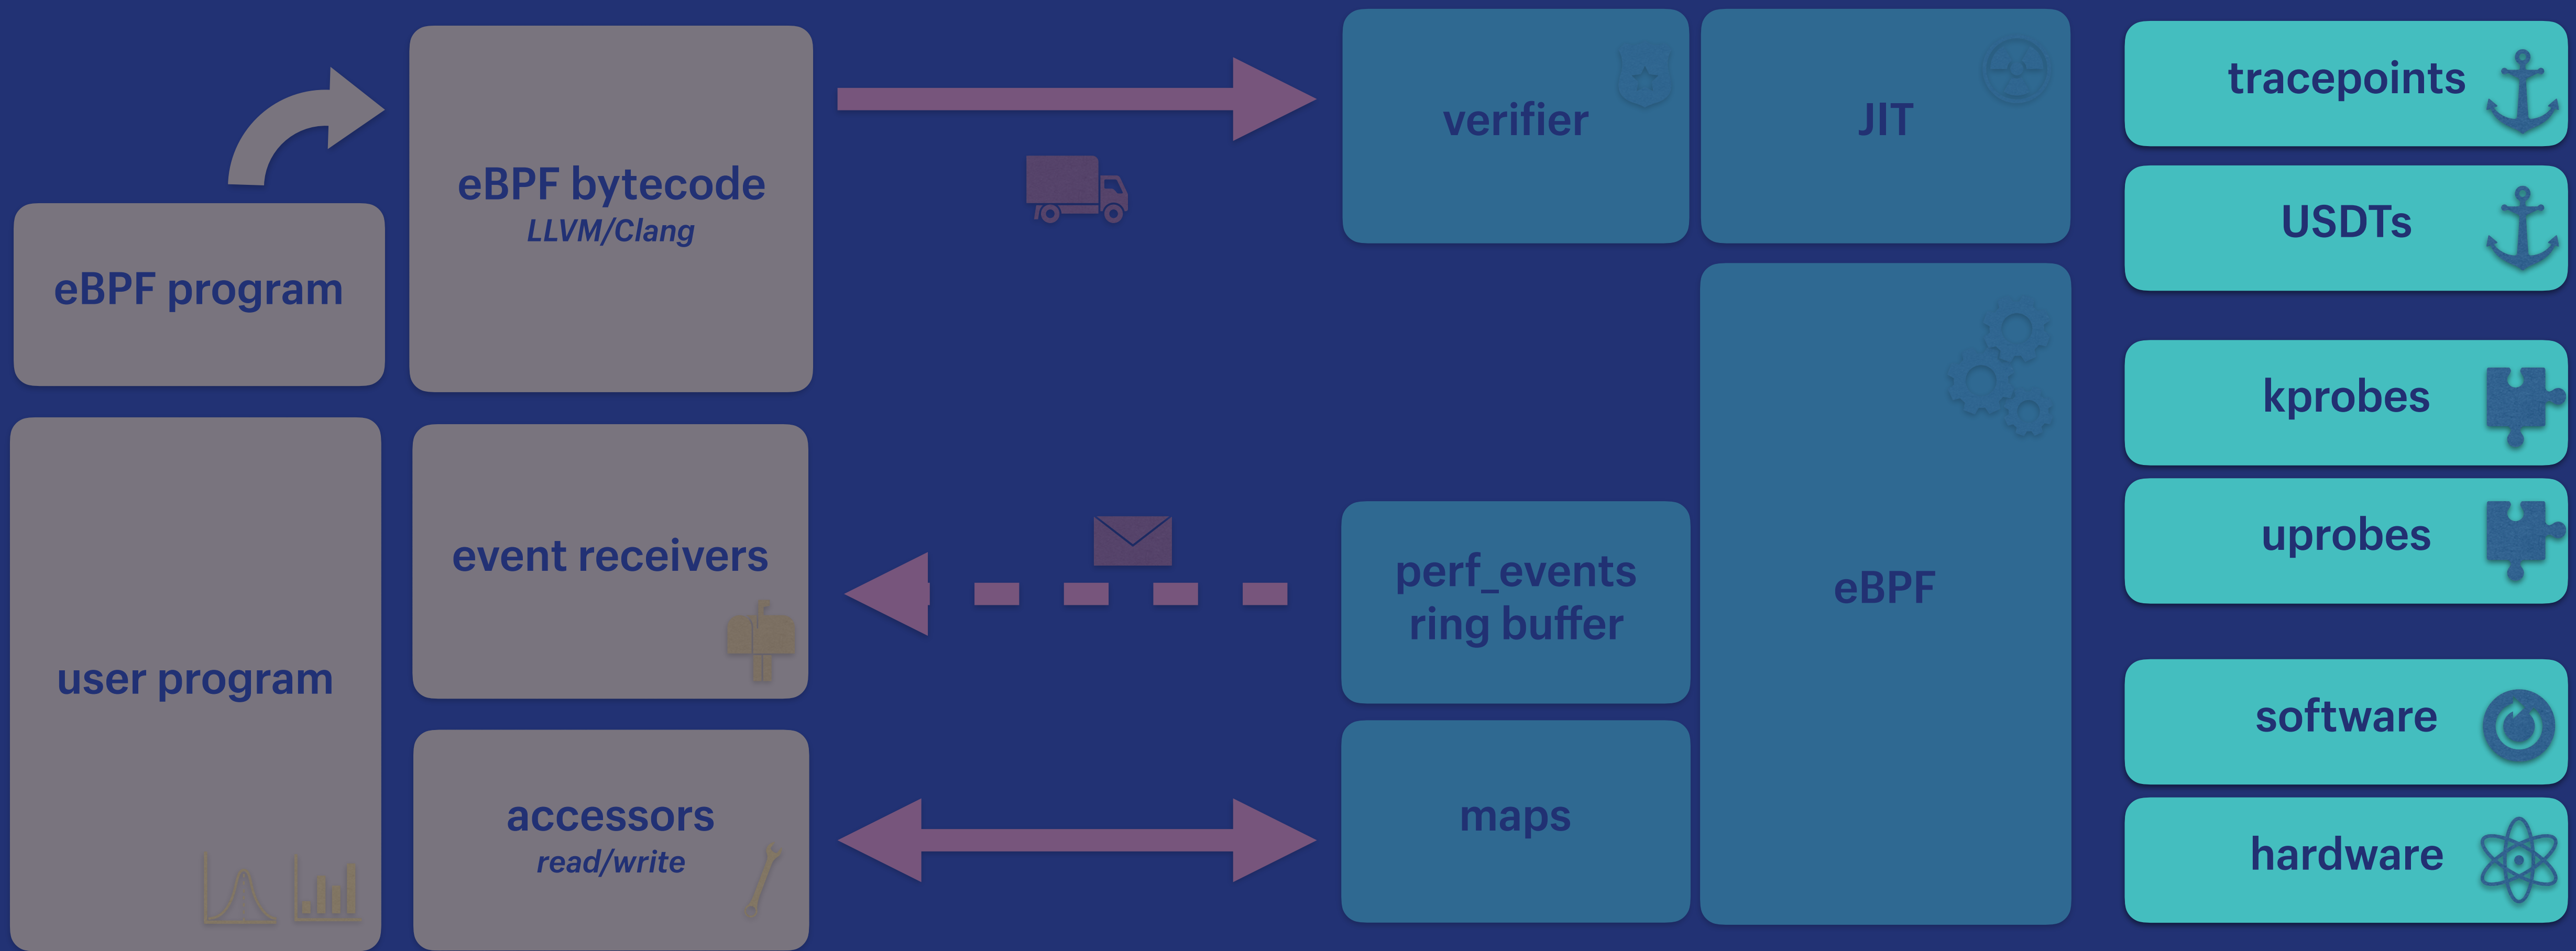 eBPF program
eBPF bytecode
LLVM/Clang
user program
event receivers
accessors
read/write
verifier
JIT
perf_events
ring buffer
maps
eBPF
tracepoints
USDTs
kprobes
uprobes
software
hardware